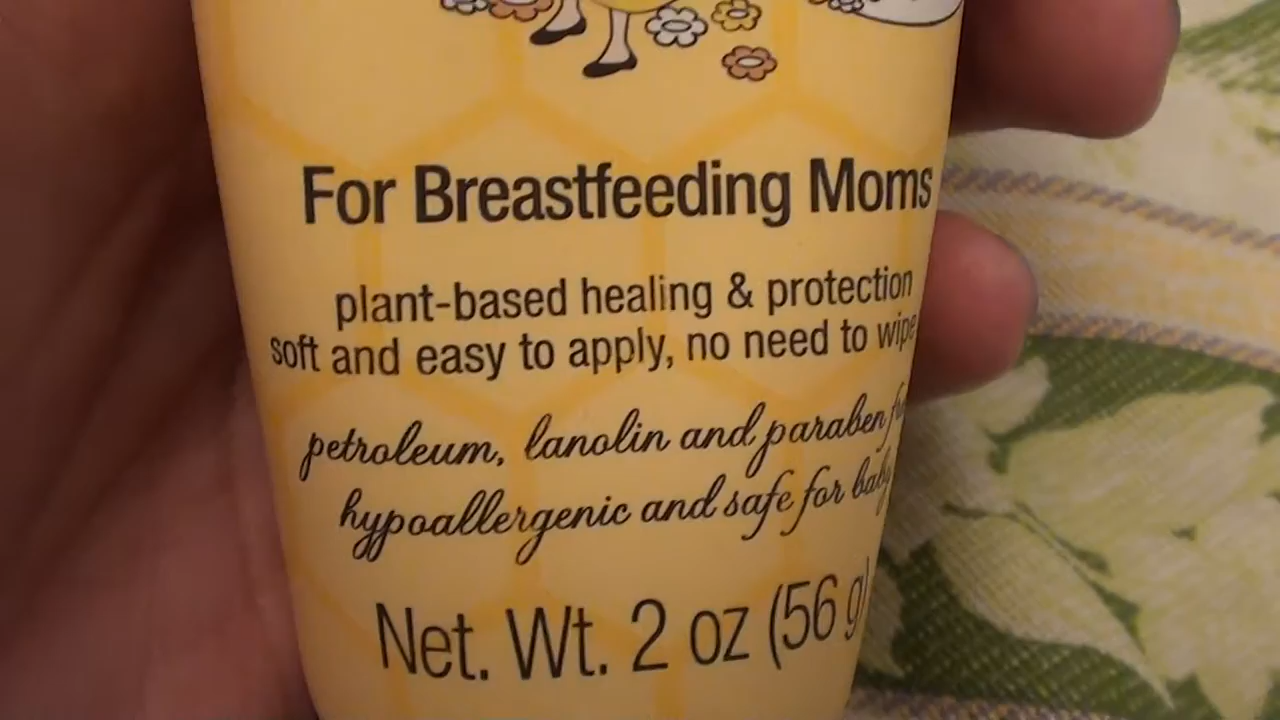 For Breastfeeding Moms
plant-based healing & protection
soft and easy to apply, no need to wipe
petroleum, lanolin and paraben
hypoallergenic and safe for baby
Net. Wt. 2 oz (56 g)